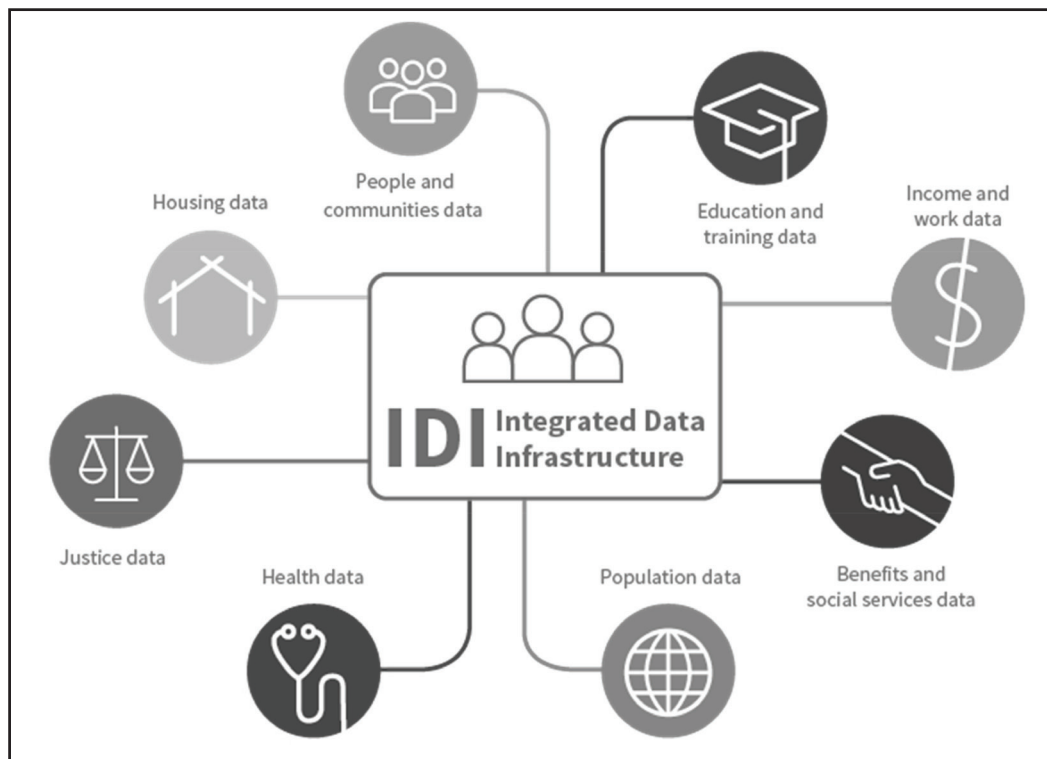 People and
communities data
Education and
training data
Income and
work data
Housing data
IDI Integrated Data
Infrastructure
Justice data
Health data
Population data
Benefits and
social services data